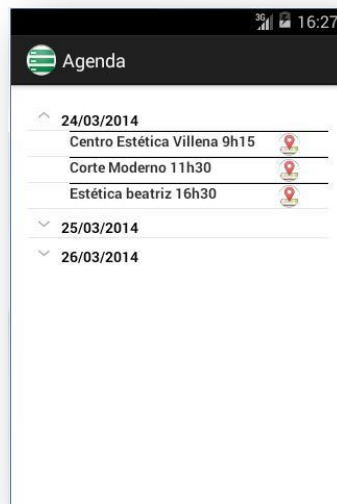 3G 16:27
Agenda
24/03/2014
Centro Estética Villena 9h15
Corte Moderno 11h30
Estética beatriz 16h30
25/03/2014
26/03/2014